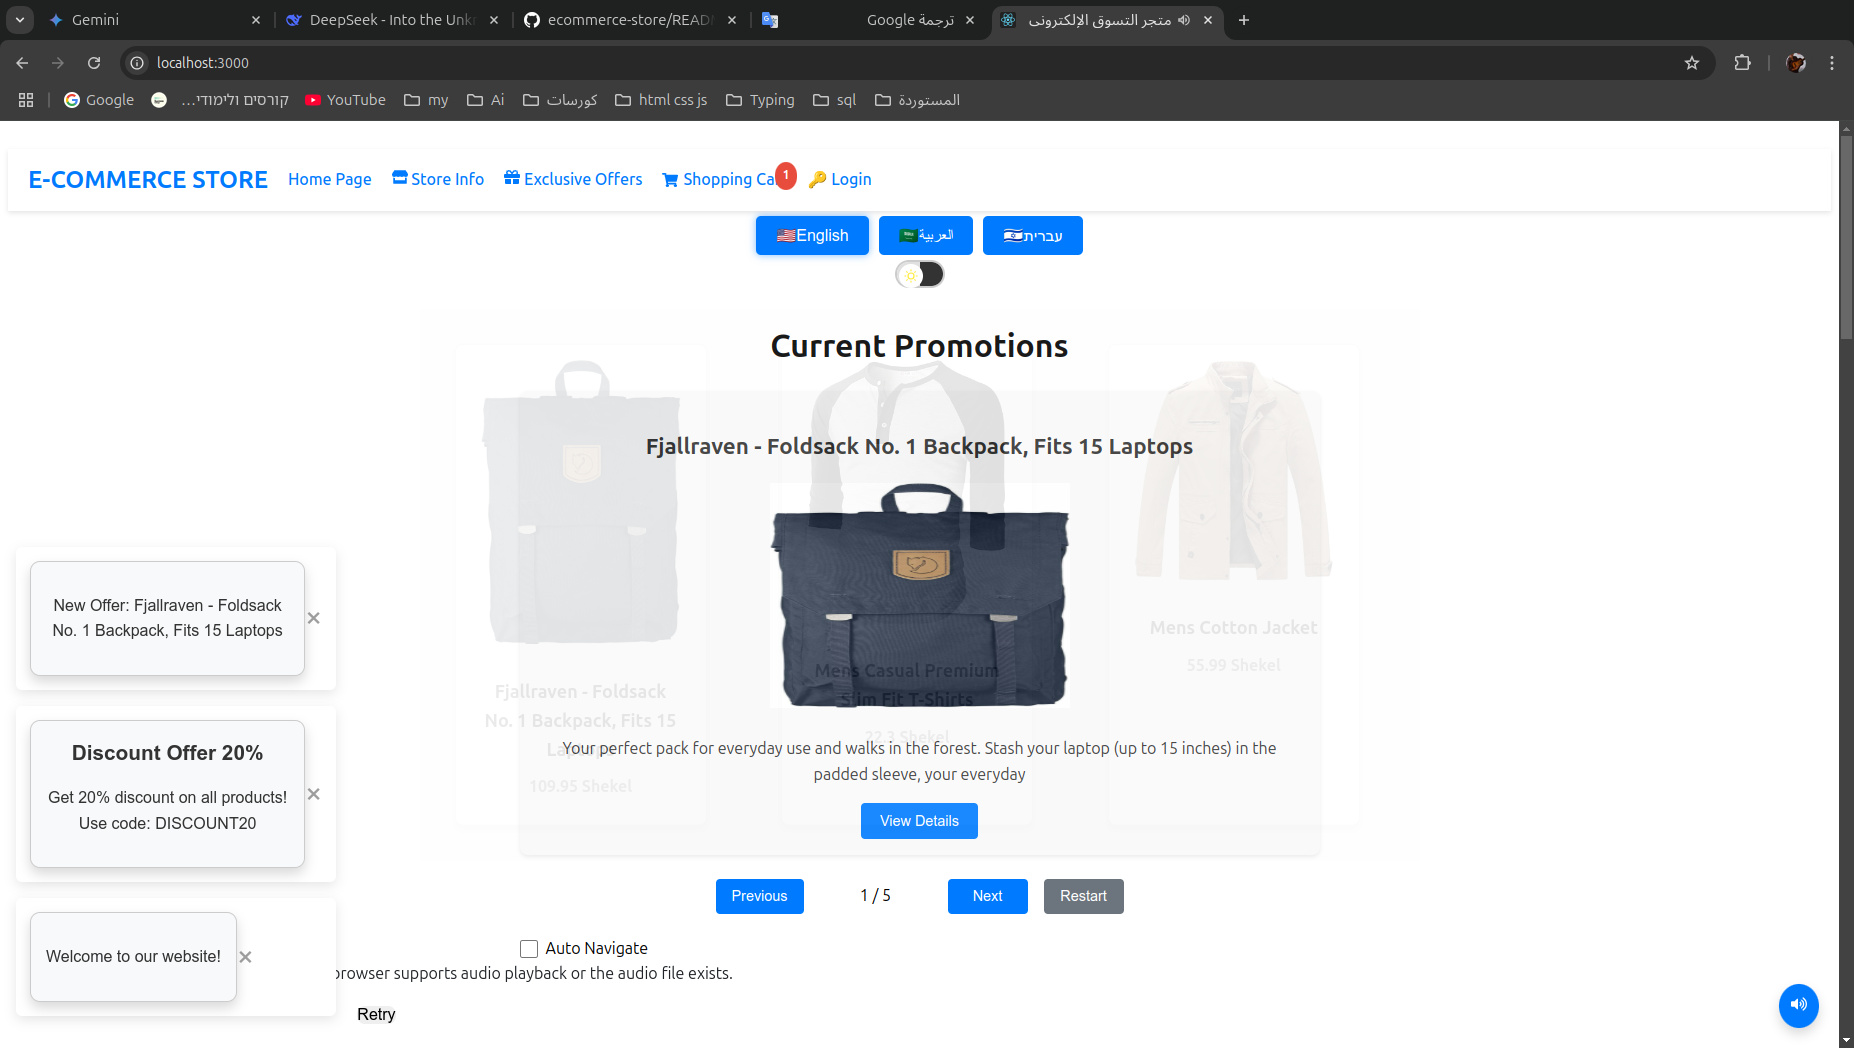 Gemini
DeepSeek - Into the Unkn
ecommerce-store/READ
ترجمة Google
متجر التسوق الإلكتروني
localhost:3000
Google
קורסים ולימודי...
YouTube
my
Ai
كورسات
html css js
Typing
sql
المستوردة
E-COMMERCE STORE
Home Page
Store Info
Exclusive Offers
Shopping Ca
1
🔑 Login
🇺🇸English
🇸🇦العربية
🇮🇱עברית
Current Promotions
Fjallraven - Foldsack No. 1 Backpack, Fits 15 Laptops
Mens Cotton Jacket
55.99 Shekel
Mens Casual Premium
Slim Fit T-Shirts
22.3 Shekel
Fjallraven - Foldsack
No. 1 Backpack, Fits 15
109.95 Shekel
Your perfect pack for everyday use and walks in the forest. Stash your laptop (up to 15 inches) in the
padded sleeve, your everyday
View Details
Previous
1 / 5
Next
Restart
Auto Navigate
browser supports audio playback or the audio file exists.
Retry
New Offer: Fjallraven - Foldsack
No. 1 Backpack, Fits 15 Laptops
Discount Offer 20%
Get 20% discount on all products!
Use code: DISCOUNT20
Welcome to our website!